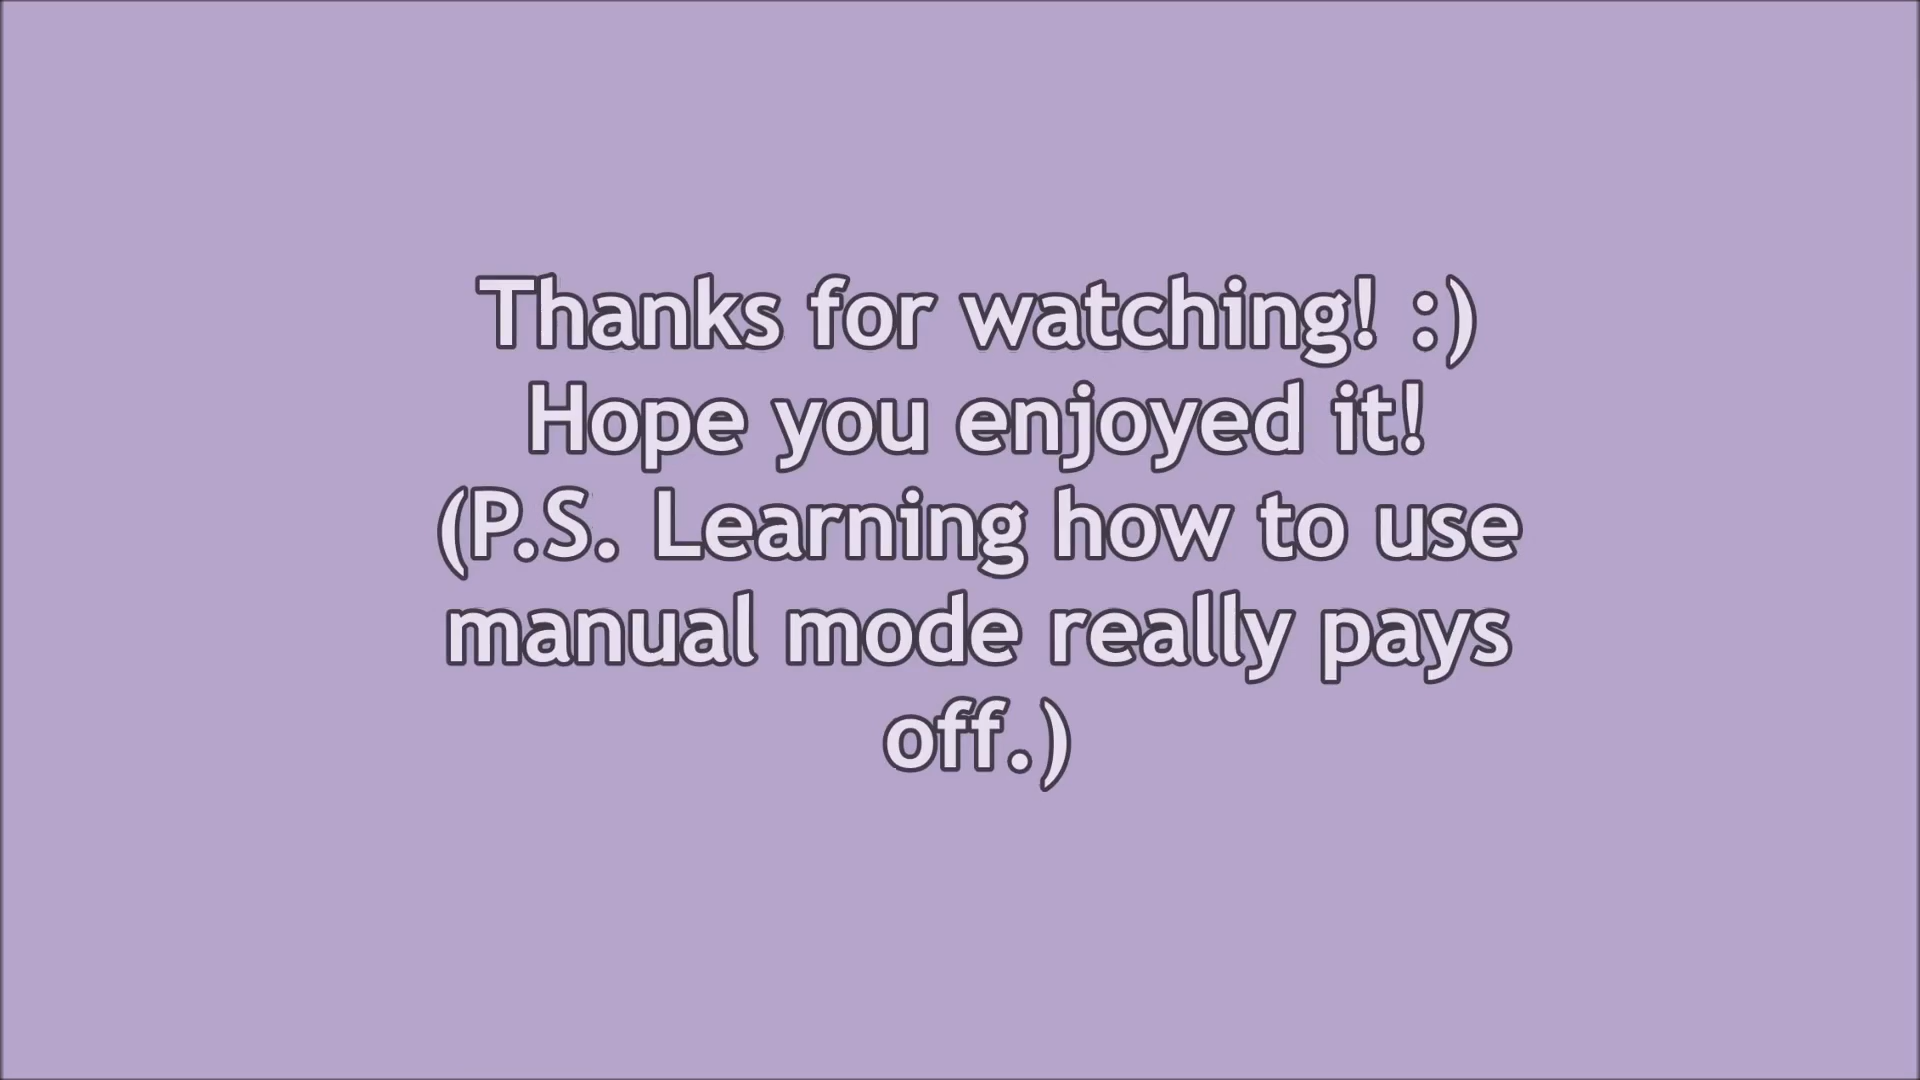 Thanks for watching! :)
Hope you enjoyed it!
(P.S. Learning how to use
manual mode really pays
off.)